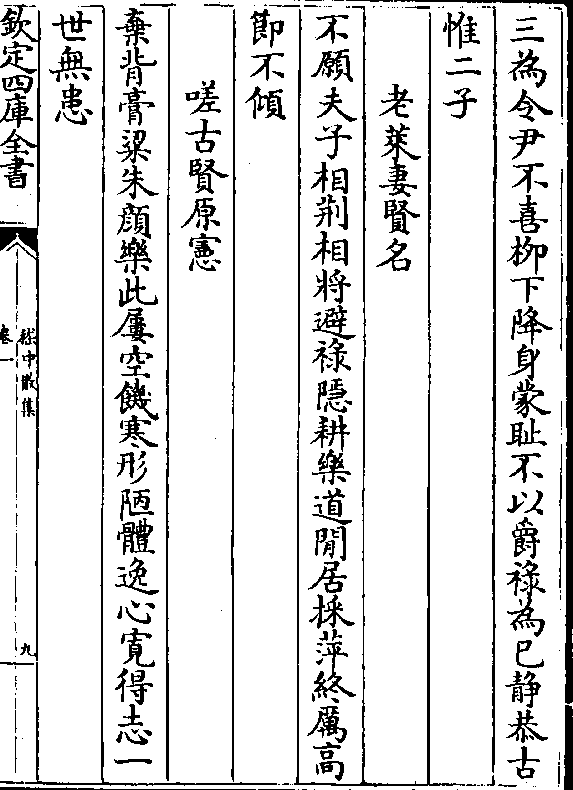 三為令尹不喜栁下降身蒙耻不以爵禄為已静恭古
惟二子
老萊妻賢名
不願夫子相荆相將避禄隠耕樂道閒居採萍終厲髙
節不傾
嗟古賢原憲
棄背膏粱朱顔樂此屢空饑寒形陋體逸心寛得志一
世無患
欽定四庫全書
嵇中散集
卷一
九